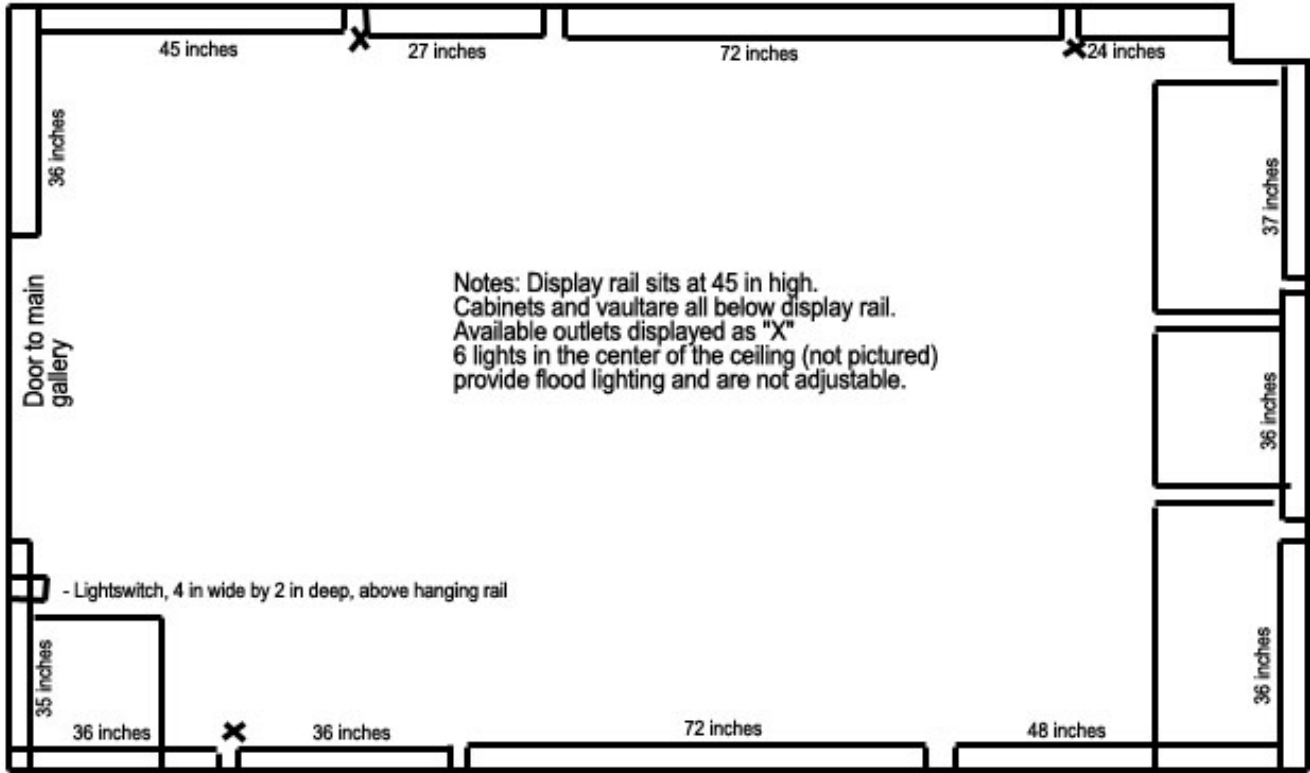 45 inches
27 inches
72 inches
24 inches
36 inches
37 inches
Door to main
gallery
Notes: Display rail sits at 45 in high.
Cabinets and vaultare all below display rail.
Available outlets displayed as "X"
6 lights in the center of the ceiling (not pictured)
provide flood lighting and are not adjustable.
36 inches
- Lightswitch, 4 in wide by 2 in deep, above hanging rail
35 inches
36 inches
36 inches
36 inches
72 inches
48 inches